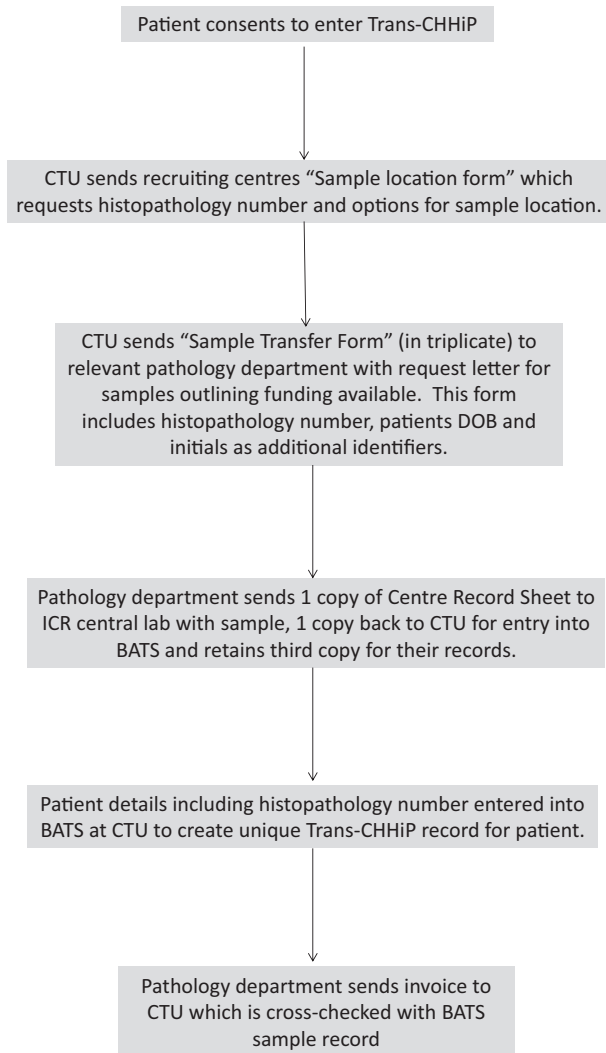 Patient consents to enter Trans-CHHiP
CTU sends recruiting centres “Sample location form” which
requests histopathology number and options for sample location.
CTU sends “Sample Transfer Form” (in triplicate) to
relevant pathology department with request letter for
samples outlining funding available.  This form
includes histopathology number, patients DOB and
initials as additional identifiers.
Pathology department sends 1 copy of Centre Record Sheet to
ICR central lab with sample, 1 copy back to CTU for entry into
BATS and retains third copy for their records.
Patient details including histopathology number entered into
BATS at CTU to create unique Trans-CHHiP record for patient.
Pathology department sends invoice to
CTU which is cross-checked with BATS
sample record